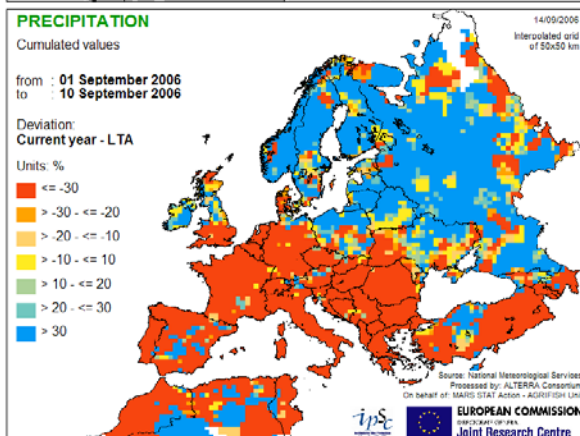 PRECIPITATION
14/09/2006
Cumulated values
Interpolated grid
of 50x50 km
from : 01 September 2006
to : 10 September 2006
Deviation:
Current year - LTA
Units: %
<= -30
> -30 - <= -20
> -20 - <= -10
> -10 - <= 10
> 10 - <= 20
> 20 - <= 30
> 30
Source: National Meteorological Services
Processed by: ALTERRA Consortium
On behalf of: MARS STAT Action - AGRIFISH Unit
ipsc
EUROPEAN COMMISSION
Joint Research Centre